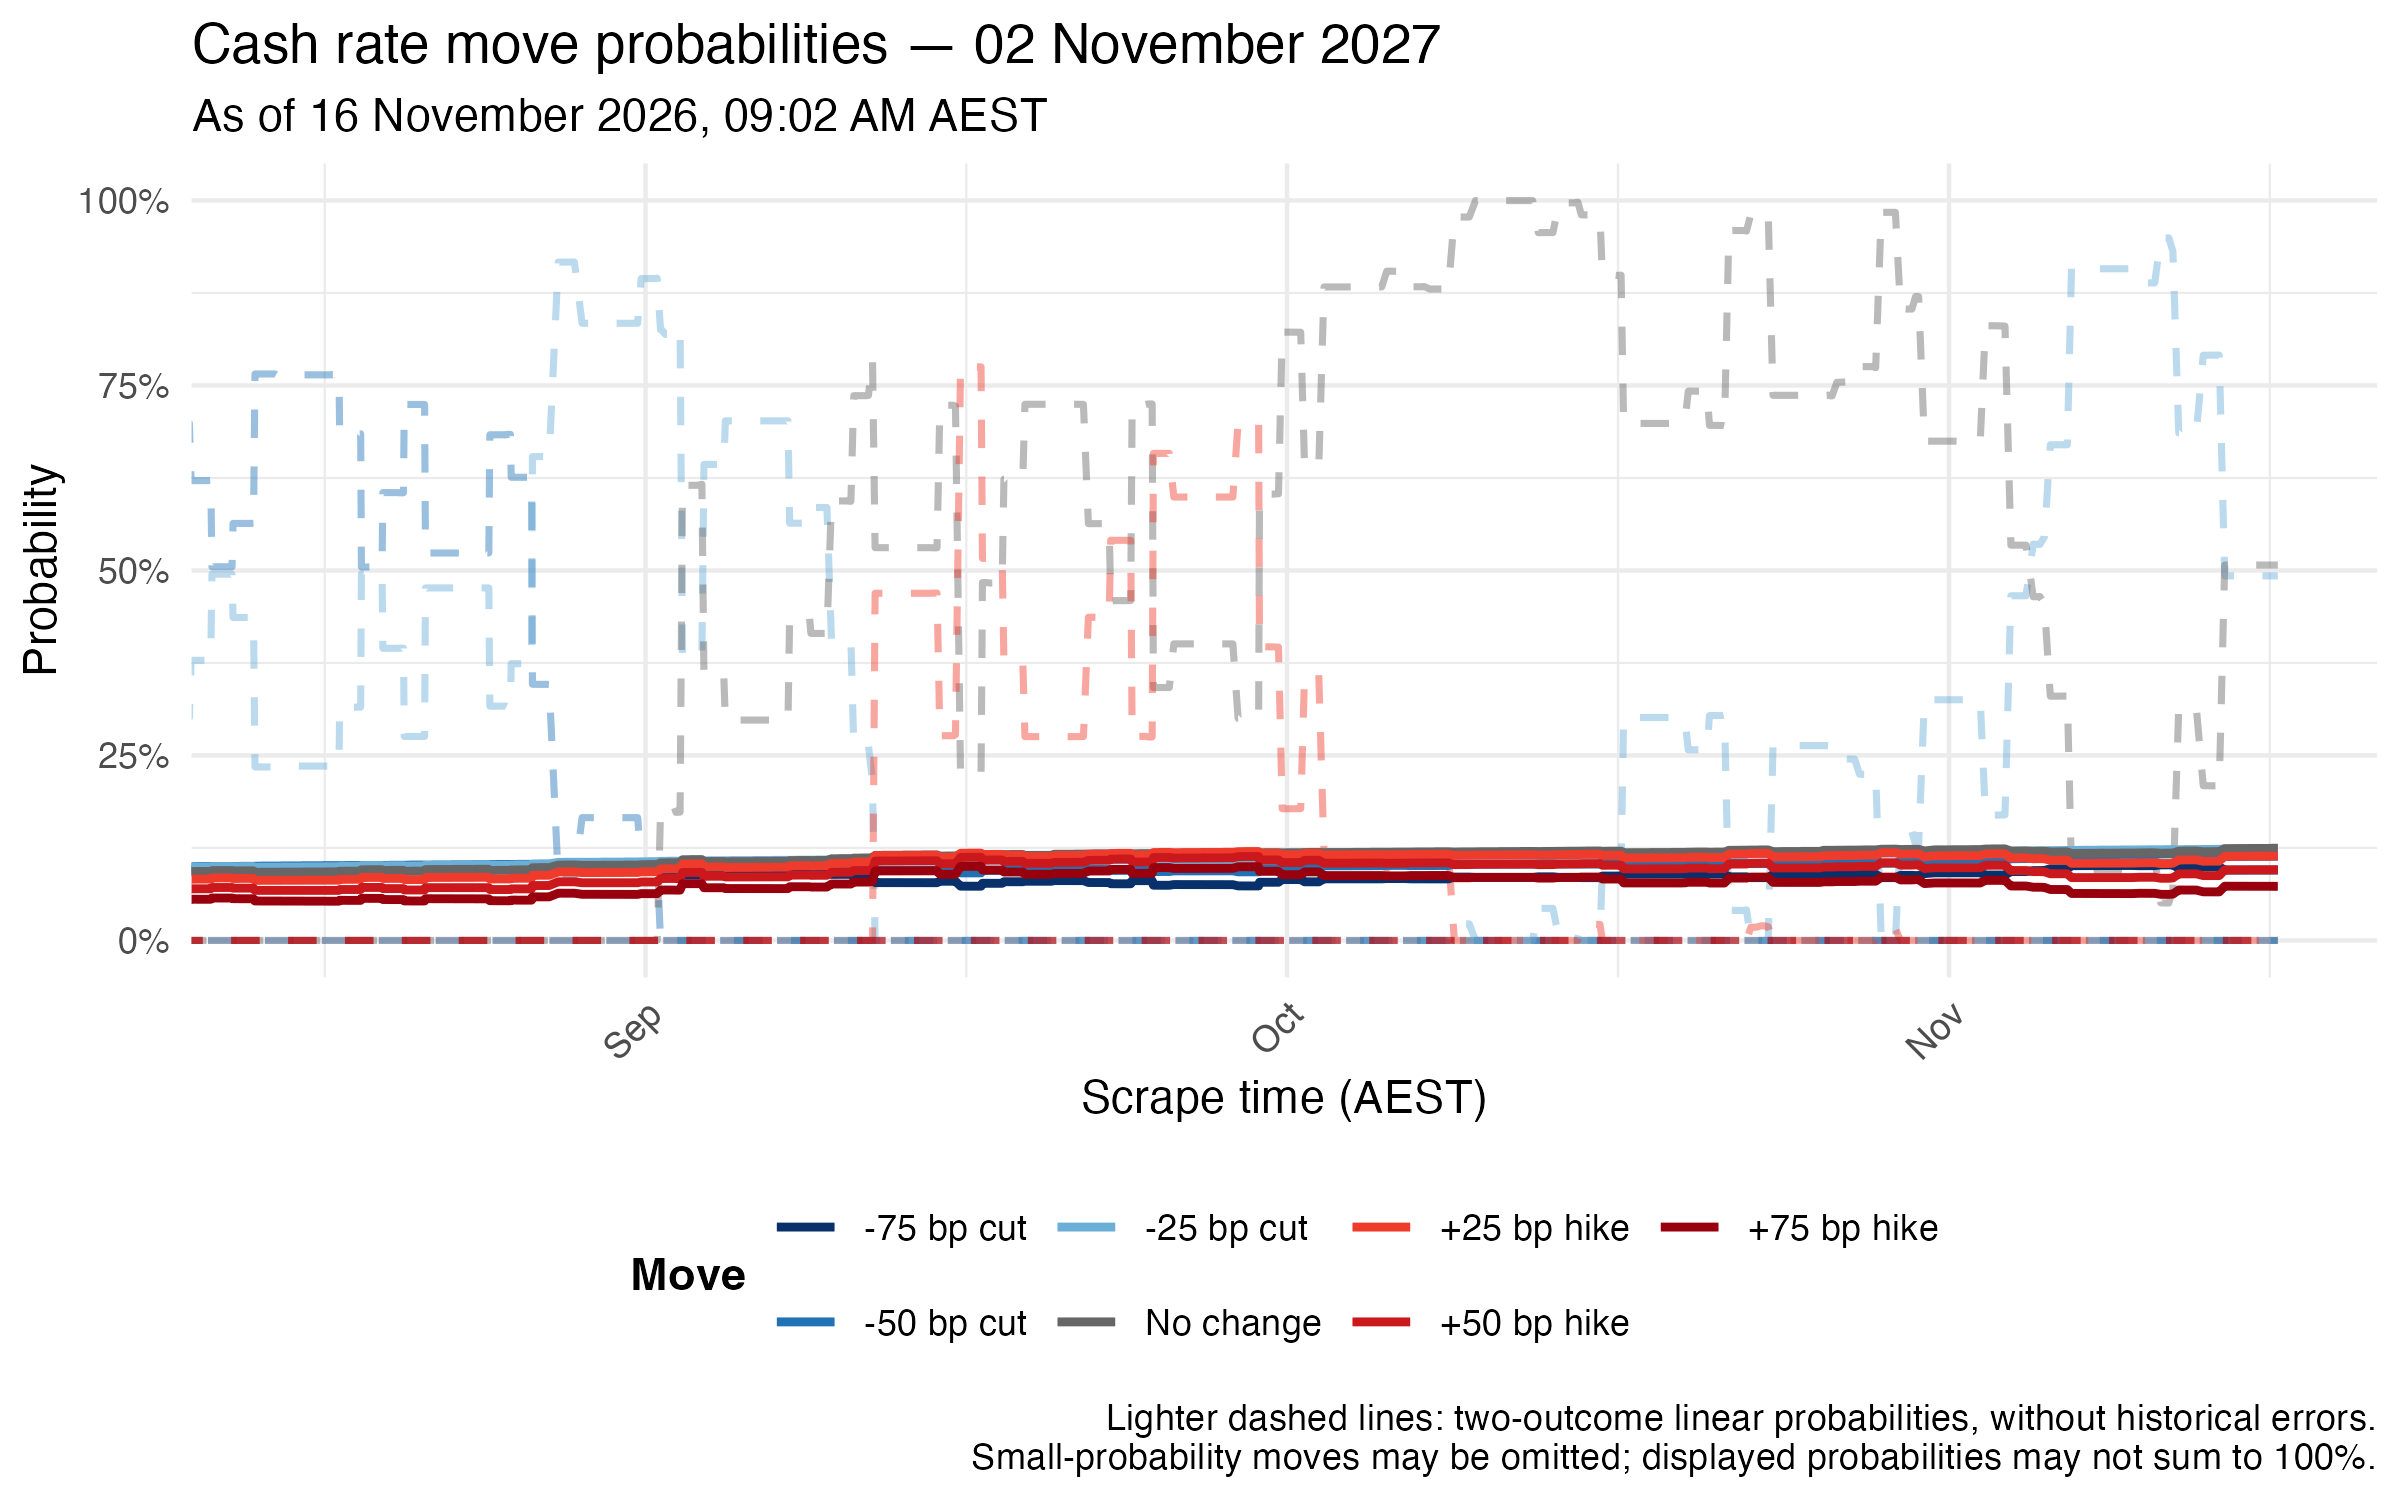 Cash rate move probabilities — 02 November 2027
As of 16 November 2026, 09:02 AM AEST
Probability
100%
75%
50%
25%
0%
Sep
Oct
Nov
Scrape time (AEST)
Move
-75 bp cut
-25 bp cut
+25 bp hike
+75 bp hike
-50 bp cut
No change
+50 bp hike
Lighter dashed lines: two-outcome linear probabilities, without historical errors.
Small-probability moves may be omitted; displayed probabilities may not sum to 100%.